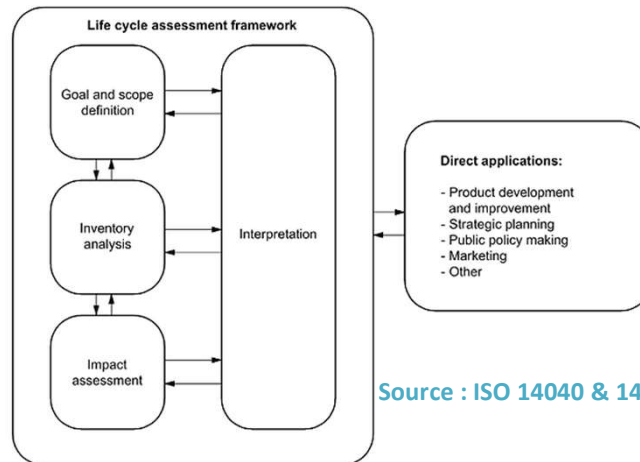 Life cycle assessment framework
Goal and scope
definition
Inventory
analysis
Impact
assessment
Interpretation
Direct applications:
- Product development
and improvement
- Strategic planning
- Public policy making
- Marketing
- Other
Source : ISO 14040 & 14